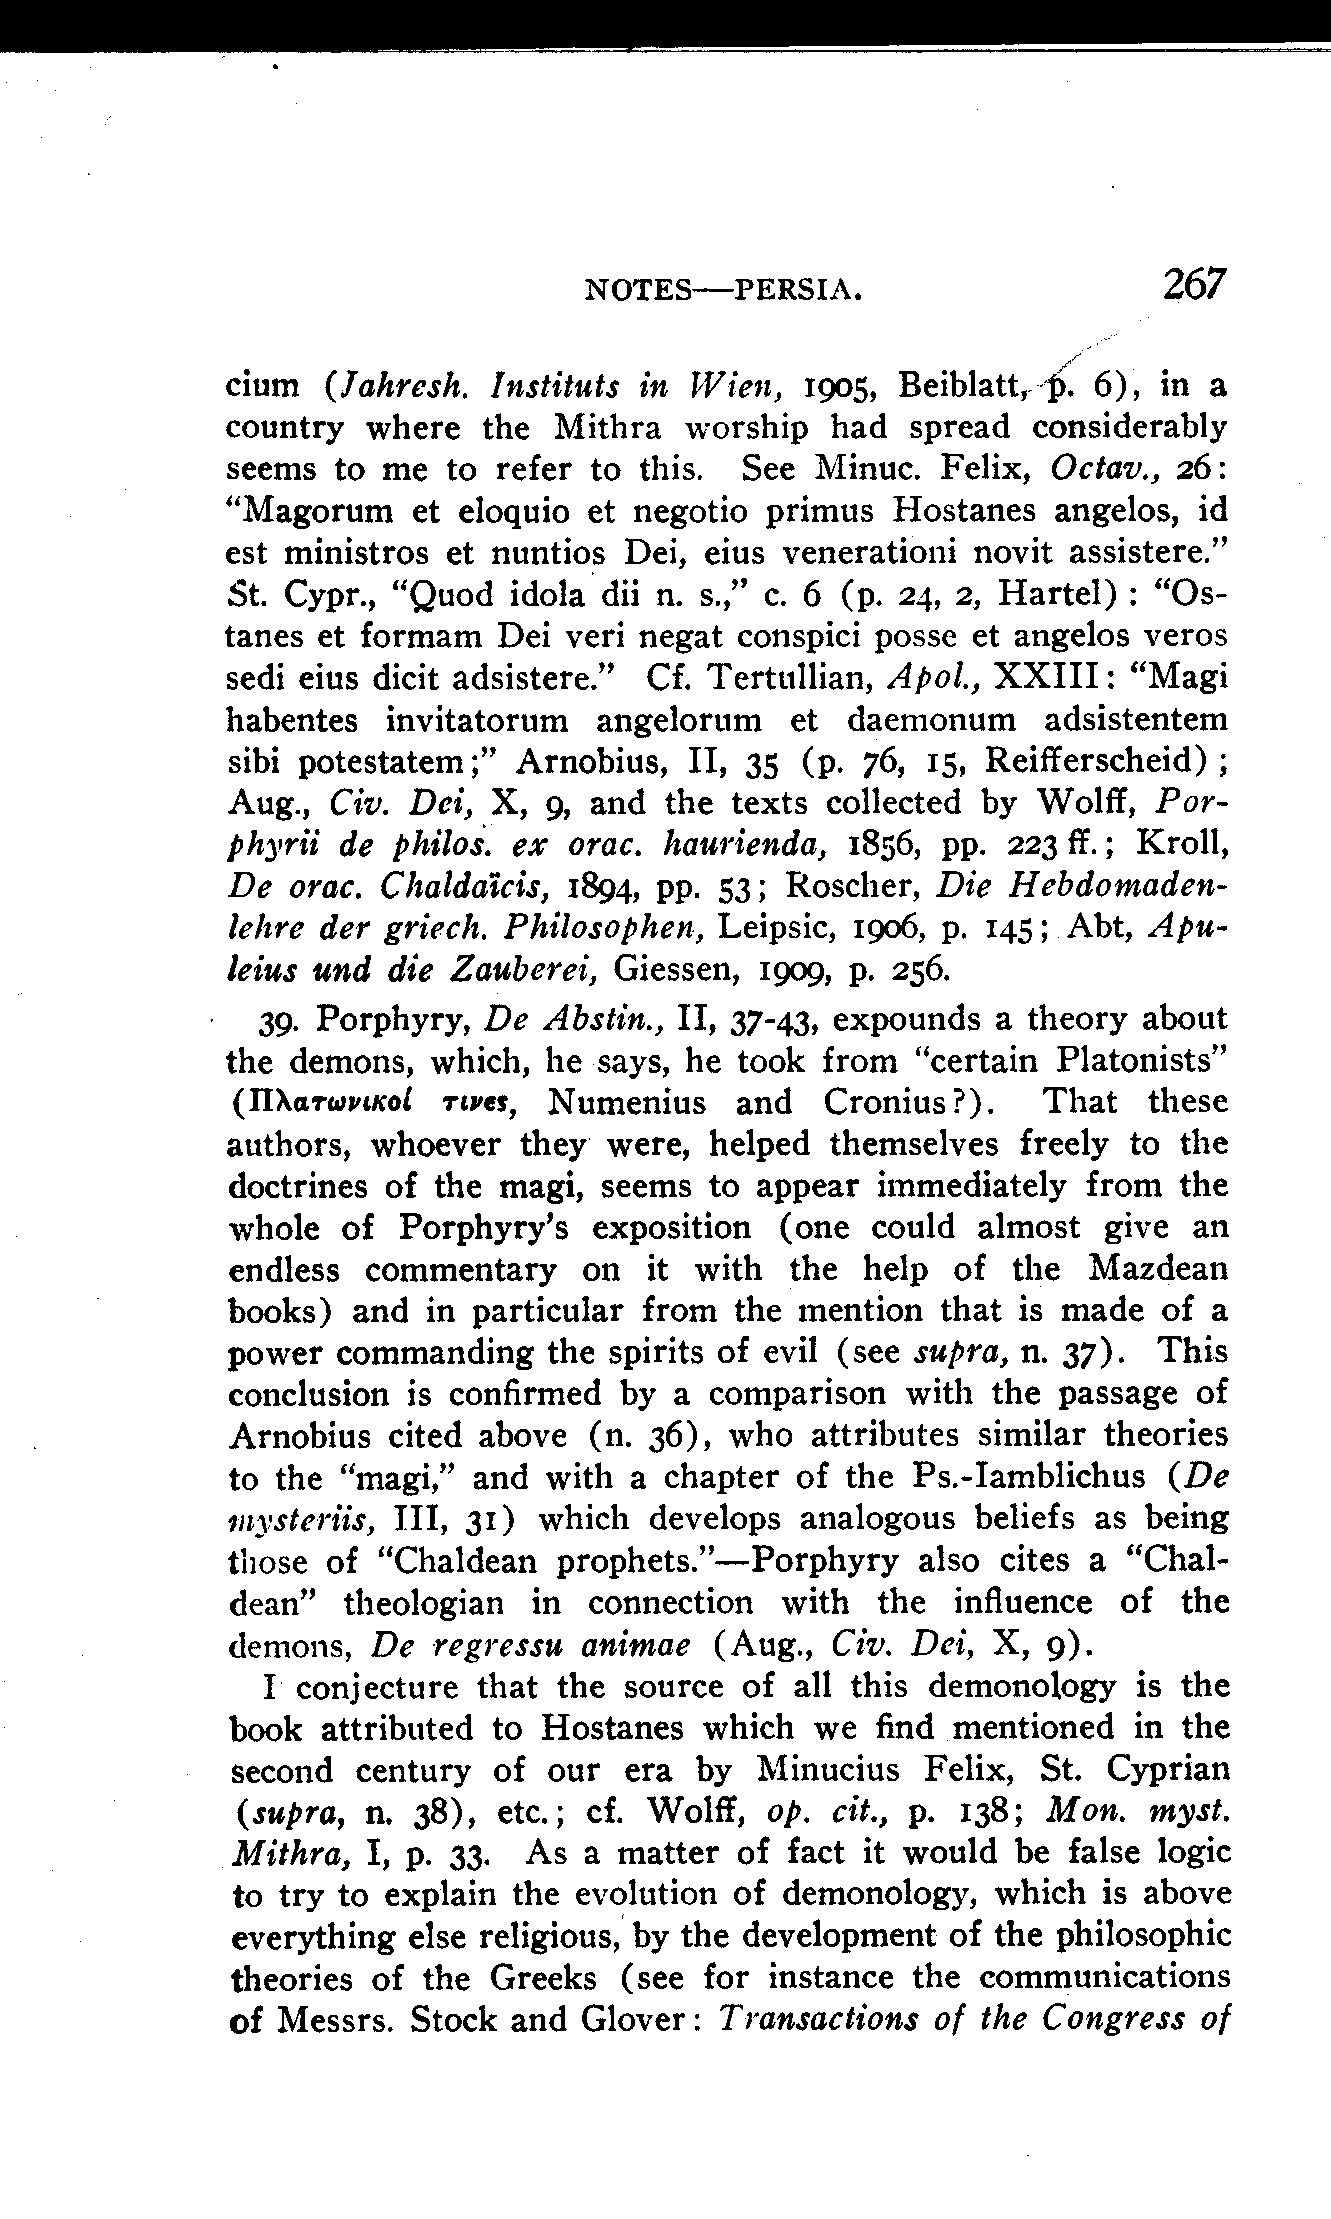 NOTES—PERSIA. 267
cium (Jahresh. Instituts in Wien, 1905, Beiblatt, p. 6), in a
country where the Mithra worship had spread considerably
seems to me to refer to this. See Minuc. Felix, Octav., 26:
“Magorum et eloquio et negotio primus Hostanes angelos, id
est ministros et nuntios Dei, eius venerationi novit assistere.”
St. Cypr., “Quod idola dii n. s.,” c. 6 (p. 24, 2, Hartel) : “Os-
tanes et formam Dei veri negat conspici posse et angelos veros
sedi eius dicit adsistere.” Cf. Tertullian, Apol., XXIII: “Magi
habentes invitatorum angelorum et daemonum adsistentem
sibi potestatem;” Arnobius, II, 35 (p. 76, 15, Reifferscheid) ;
Aug., Civ. Dei, X, 9, and the texts collected by Wolff, Por-
phyrii de philos. ex orac. haurienda, 1856, pp. 223 ff.; Kroll,
De orac. Chaldaïcis, 1894, pp. 53; Roscher, Die Hebdomaden-
lehre der griech. Philosophen, Leipsic, 1906, p. 145; Abt, Apu-
leius und die Zauberei, Giessen, 1909, p. 256.
39. Porphyry, De Abstin., II, 37-43, expounds a theory about
the demons, which, he says, he took from “certain Platonists”
(Πλατωνικοί τινες, Numenius and Cronius?). That these
authors, whoever they were, helped themselves freely to the
doctrines of the magi, seems to appear immediately from the
whole of Porphyry’s exposition (one could almost give an
endless commentary on it with the help of the Mazdean
books) and in particular from the mention that is made of a
power commanding the spirits of evil (see supra, n. 37). This
conclusion is confirmed by a comparison with the passage of
Arnobius cited above (n. 36), who attributes similar theories
to the “magi,” and with a chapter of the Ps.-Iamblichus (De
mysteriis, III, 31) which develops analogous beliefs as being
those of “Chaldean prophets.”—Porphyry also cites a “Chal-
dean” theologian in connection with the influence of the
demons, De regressu animae (Aug., Civ. Dei, X, 9).
I conjecture that the source of all this demonology is the
book attributed to Hostanes which we find mentioned in the
second century of our era by Minucius Felix, St. Cyprian
(supra, n. 38), etc.; cf. Wolff, op. cit., p. 138; Mon. myst.
Mithra, I, p. 33. As a matter of fact it would be false logic
to try to explain the evolution of demonology, which is above
everything else religious, by the development of the philosophic
theories of the Greeks (see for instance the communications
of Messrs. Stock and Glover: Transactions of the Congress of